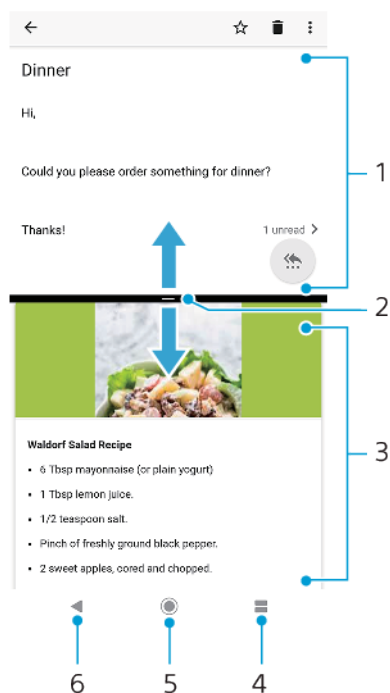 Dinner
Hi,
Could you please order something for dinner?
1
Thanks!
1 unread
2
3
Waldorf Salad Recipe
• 6 Tbsp mayonnaise (or plain yogurt)
• 1 Tbsp lemon juice.
• 1/2 teaspoon salt.
• Pinch of freshly ground black pepper.
• 2 sweet apples, cored and chopped.
6 5 4